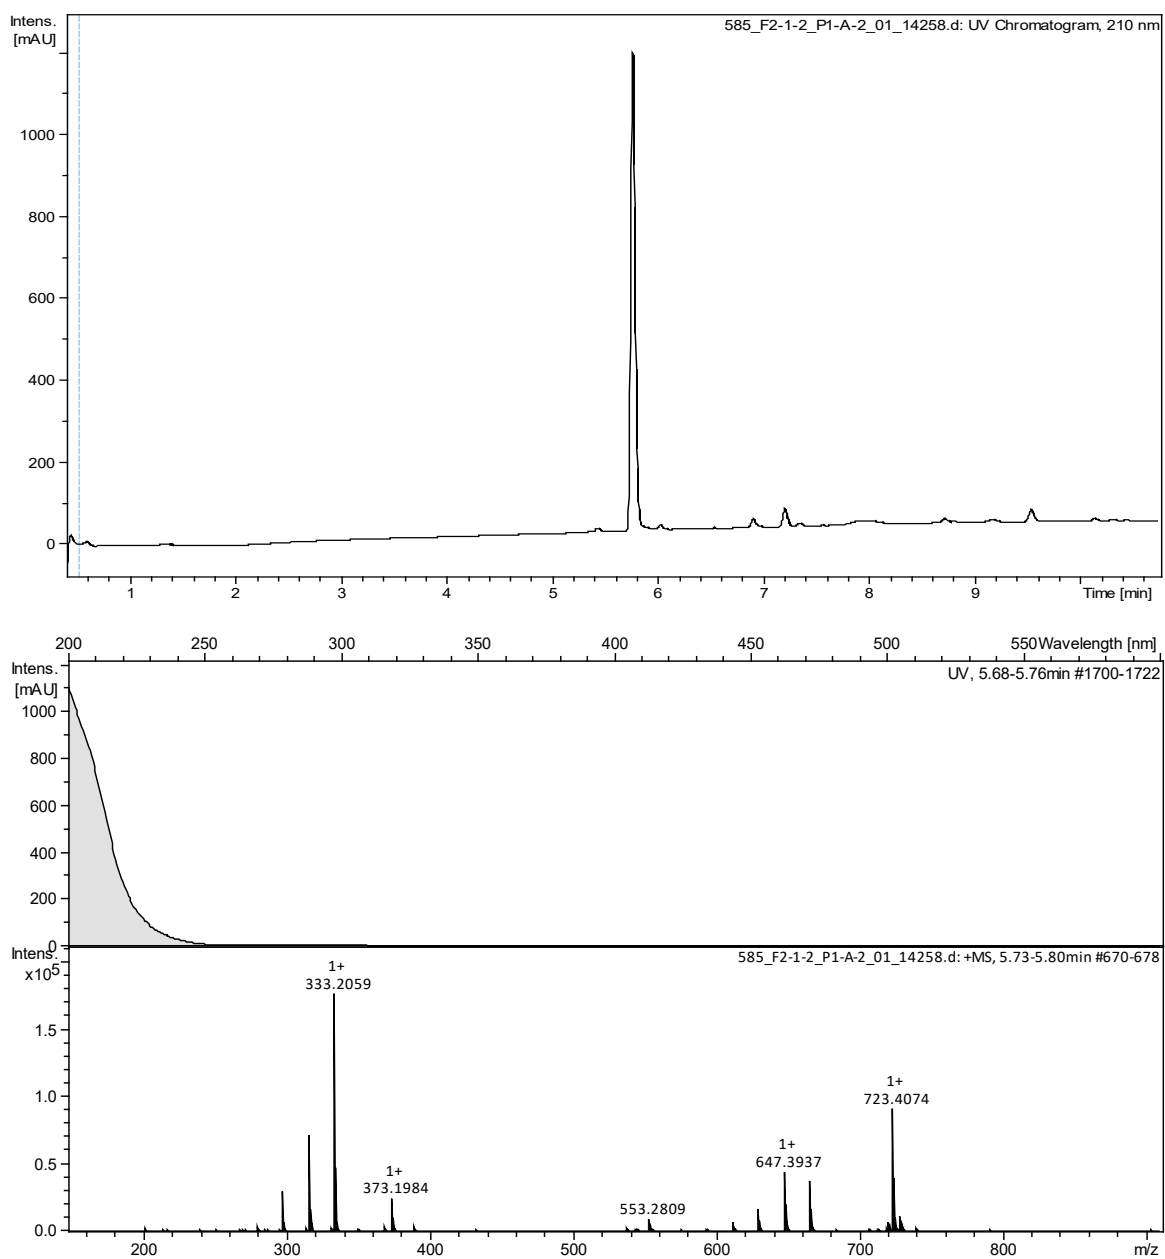 Intens.
[mAU]
585_F2-1-2_P1-A-2_01_14258.d: UV Chromatogram, 210 nm
1000
800
600
400
200
0
1 2 3 4 5 6 7 8 9 Time [min]
200 250 300 350 400 450 500 550 Wavelength [nm]
Intens.
[mAU]
UV, 5.68-5.76min #1700-1722
1000
800
600
400
200
0
Intens.
x10⁵
585_F2-1-2_P1-A-2_01_14258.d: +MS, 5.73-5.80min #670-678
1+
333.2059
1.5
1+
723.4074
1.0
1+
647.3937
0.5
1+
373.1984
553.2809
0.0
200 300 400 500 600 700 800 m/z